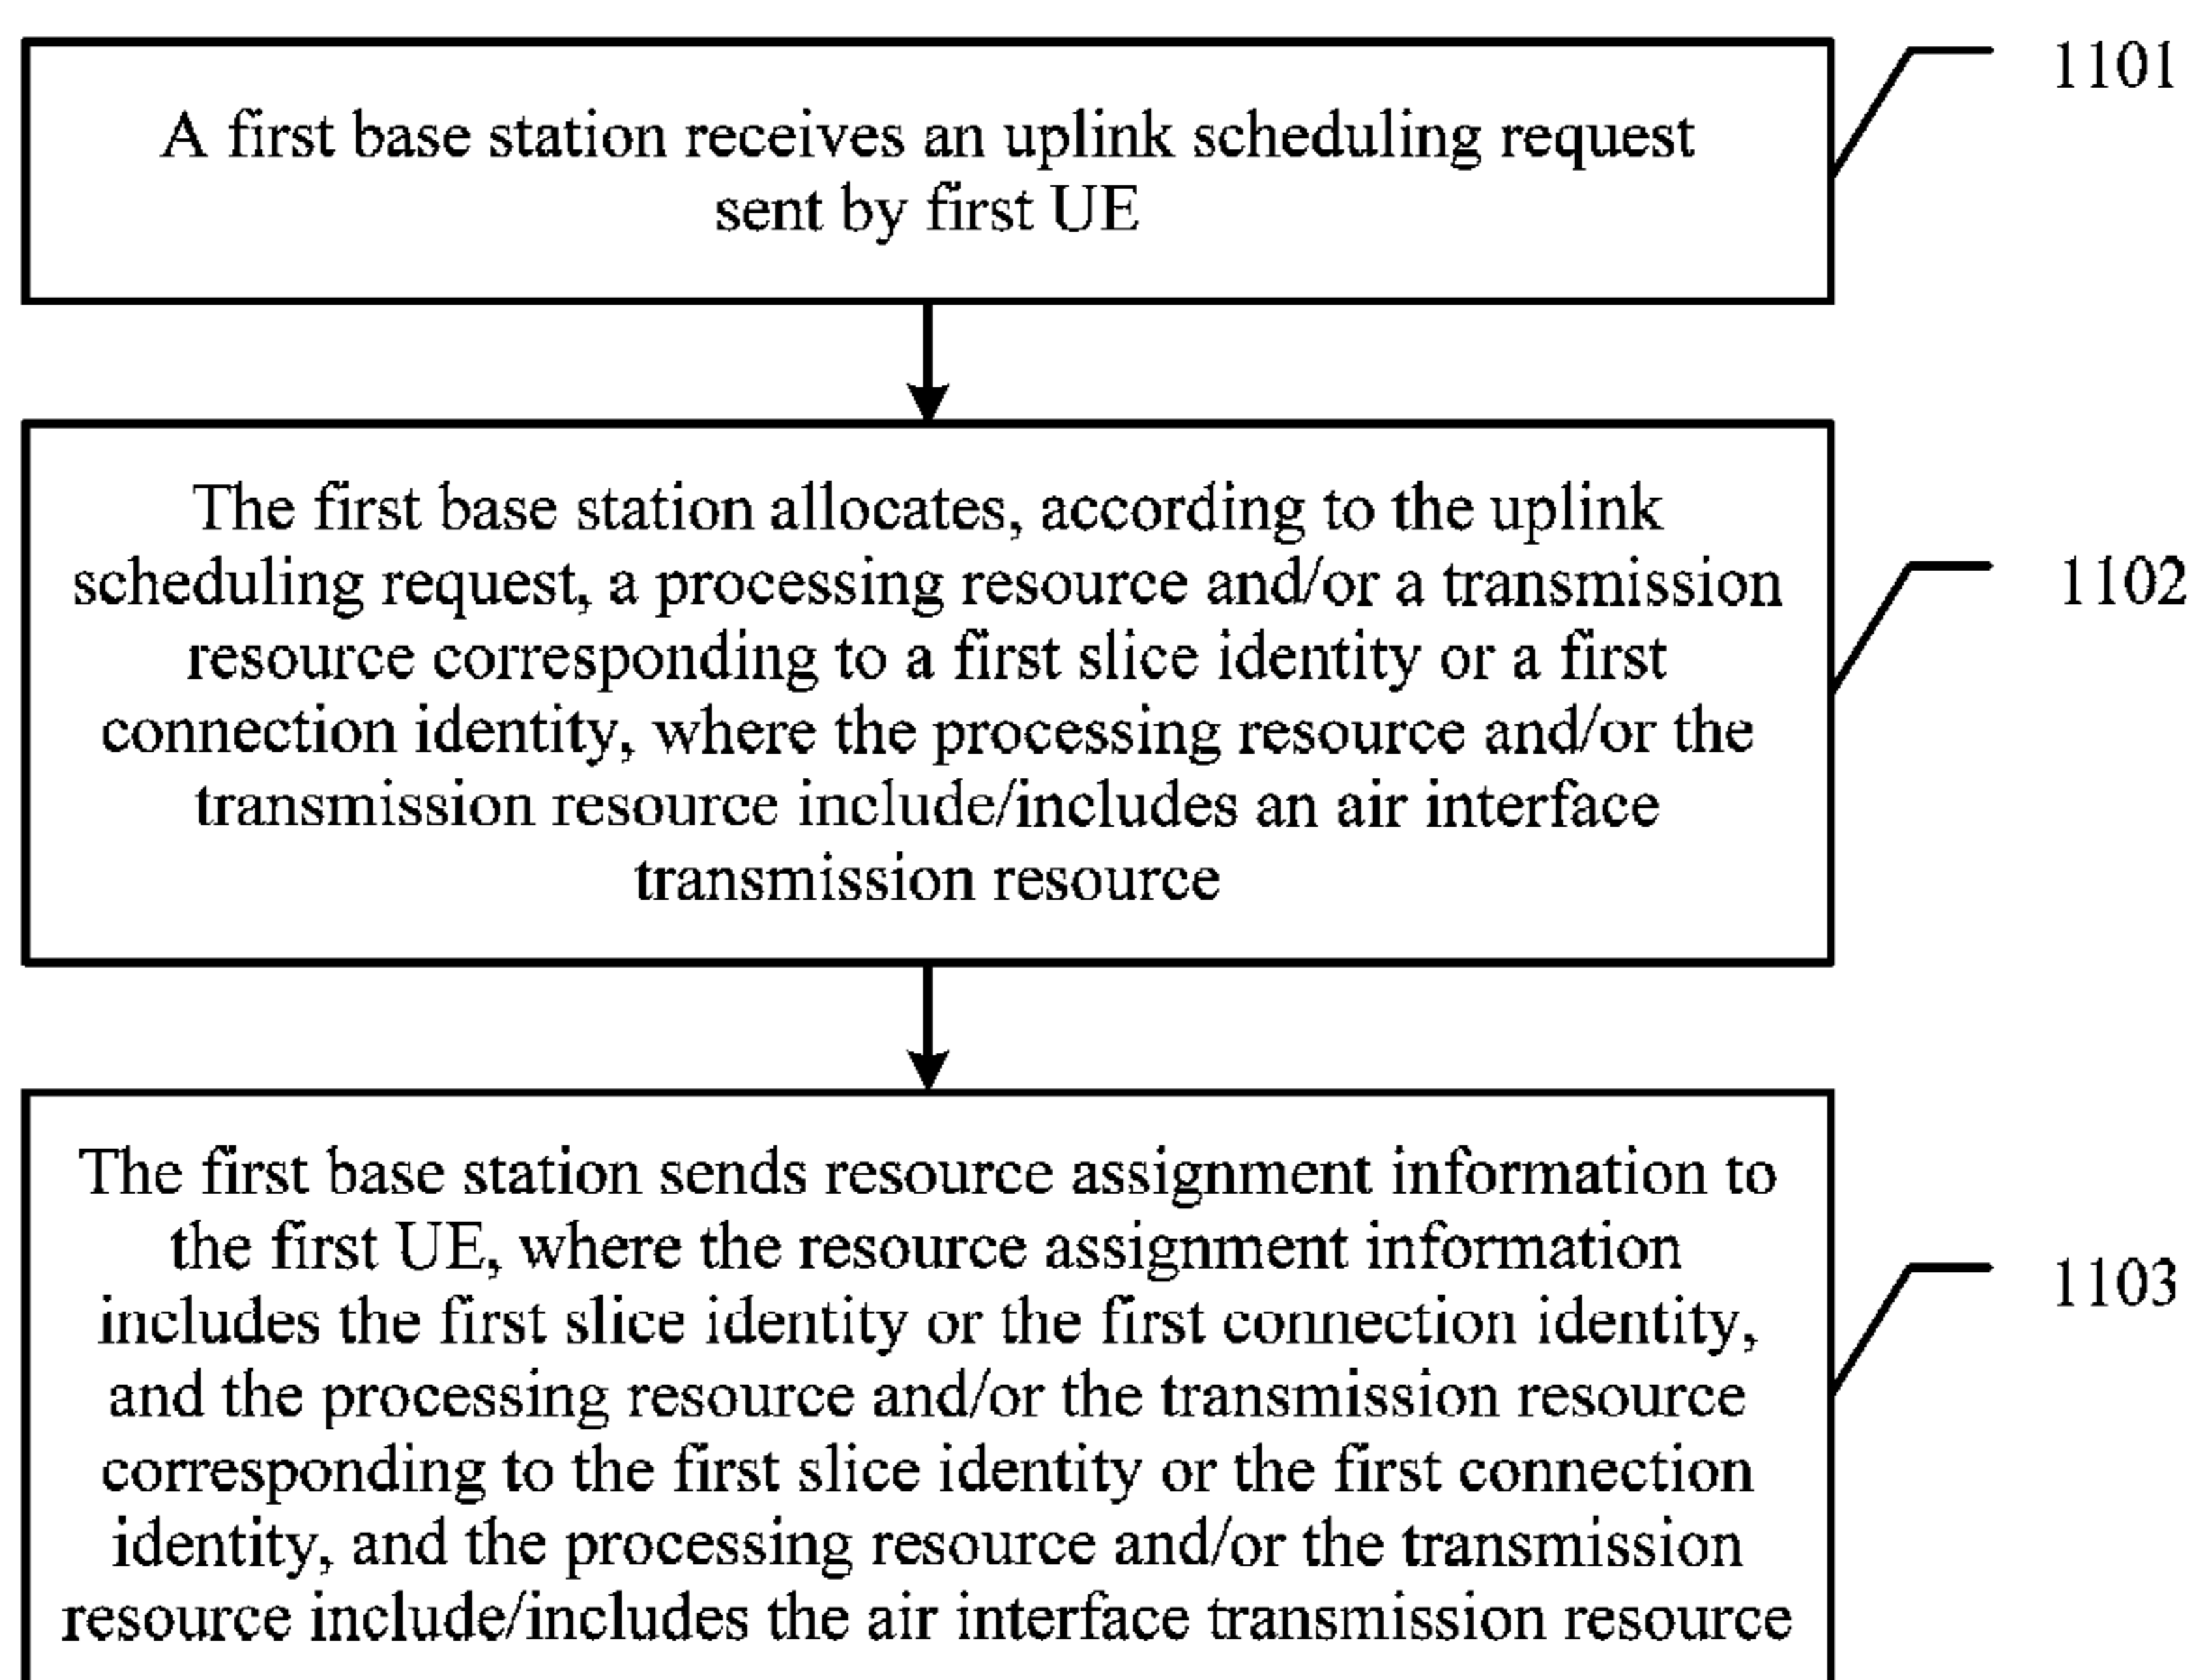 A first base station receives an uplink scheduling request
sent by first UE
1101
The first base station allocates, according to the uplink
scheduling request, a processing resource and/or a transmission
resource corresponding to a first slice identity or a first
connection identity, where the processing resource and/or the
transmission resource include/includes an air interface
transmission resource
1102
The first base station sends resource assignment information to
the first UE, where the resource assignment information
includes the first slice identity or the first connection identity,
and the processing resource and/or the transmission resource
corresponding to the first slice identity or the first connection
identity, and the processing resource and/or the transmission
resource include/includes the air interface transmission resource
1103